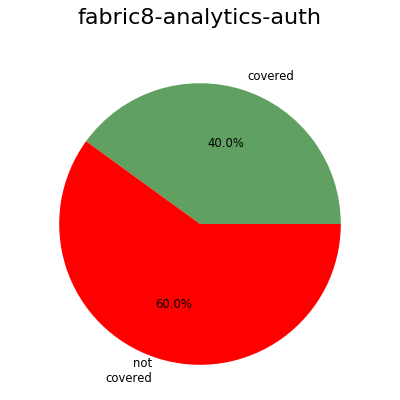 fabric8-analytics-auth
covered
40.0%
60.0%
not
covered